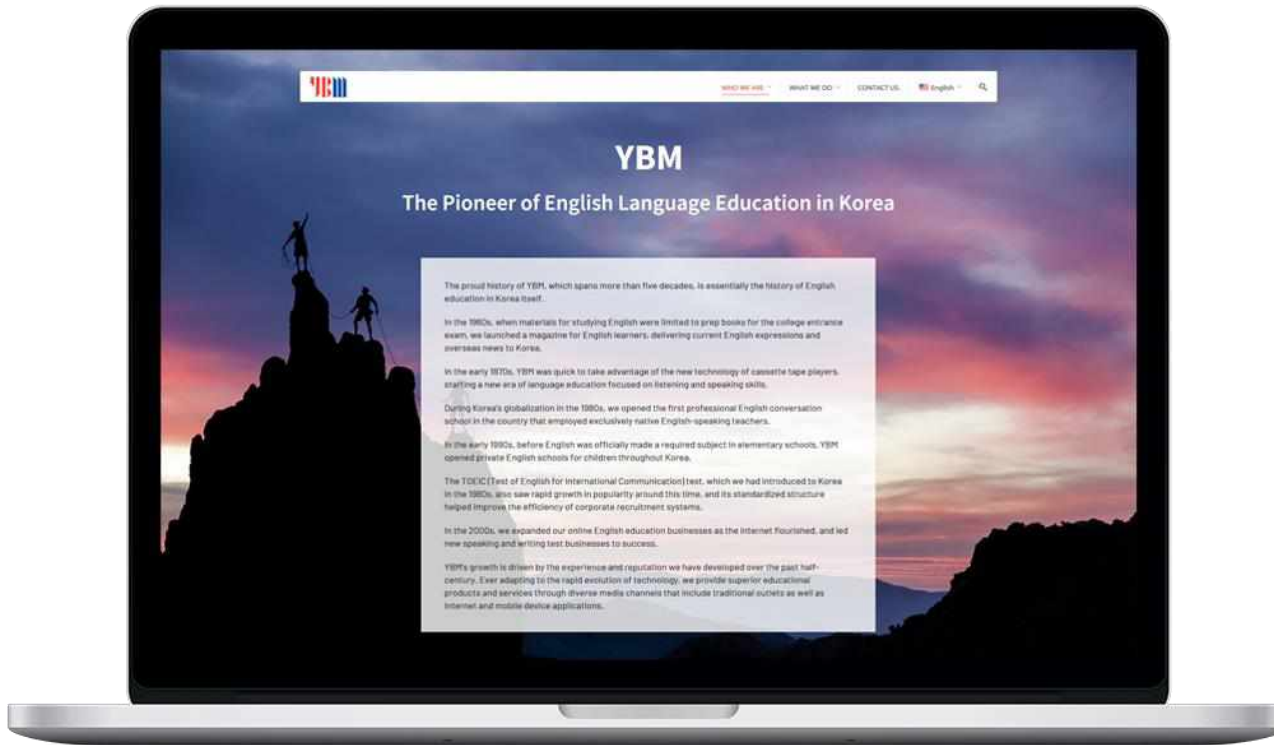 YBM
WHO WE ARE
WHAT WE DO
CONTACT US
English
YBM
The Pioneer of English Language Education in Korea
The proud history of YBM, which spans more than five decades, is essentially the history of English
education in Korea itself.
In the 1960s, when materials for studying English were limited to prep books for the college entrance
exam, we launched a magazine for English learners, delivering current English expressions and
overseas news to Korea.
In the early 1970s, YBM was quick to take advantage of the new technology of cassette tape players,
starting a new era of language education focused on listening and speaking skills.
During Korea's globalization in the 1980s, we opened the first professional English conversation
school in the country that employed exclusively native English-speaking teachers.
In the early 1990s, before English was officially made a required subject in elementary schools, YBM
opened private English schools for children throughout Korea.
The TOEIC (Test of English for International Communication) test, which we had introduced to Korea
in the 1980s, also saw rapid growth in popularity around this time, and its standardized structure
helped improve the efficiency of corporate recruitment systems.
In the 2000s, we expanded our online English education businesses as the Internet flourished, and led
new speaking and writing test businesses to success.
YBM's growth is driven by the experience and reputation we have developed over the past half-
century. Ever adapting to the rapid evolution of technology, we provide superior educational
products and services through diverse media channels that include traditional outlets as well as
Internet and mobile device applications.